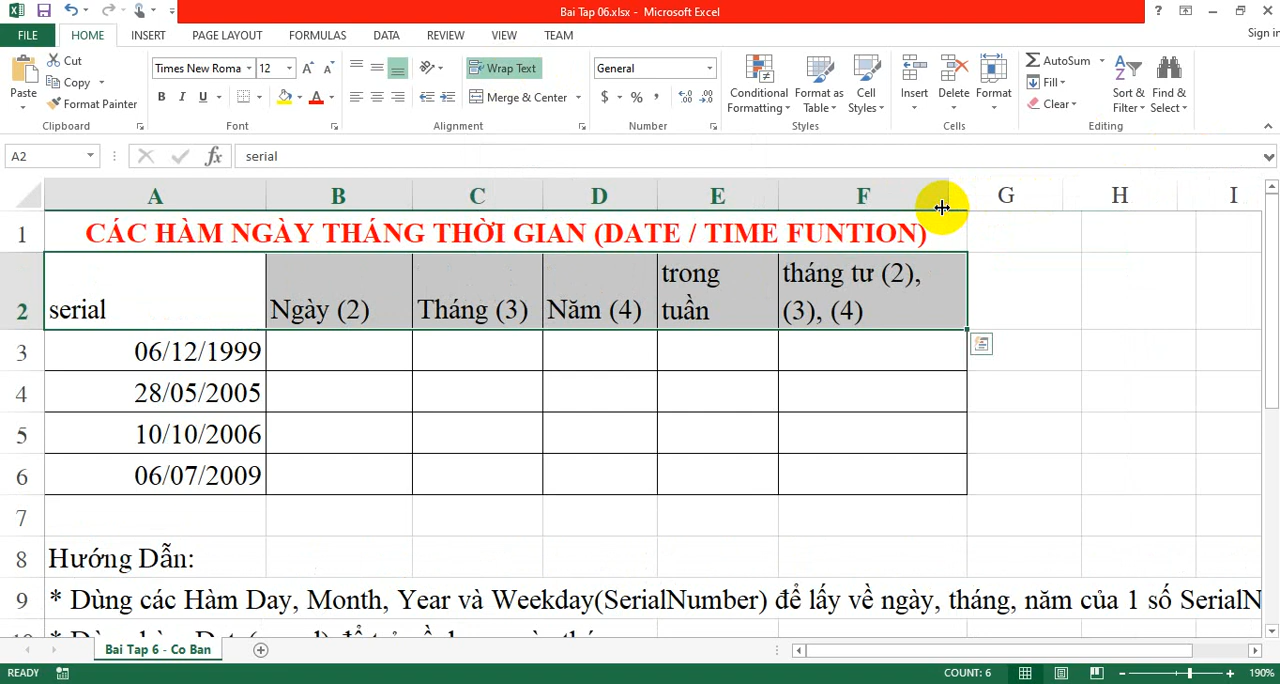 Bai Tap 06.xlsx - Microsoft Excel
?
FILE HOME INSERT PAGE LAYOUT FORMULAS DATA REVIEW VIEW TEAM Sign in
Paste Cut Copy Format Painter
Times New Roma 12
B I U A
Wrap Text
Merge & Center
General
$ %
Conditional Formatting Format as Table Cell Styles
Insert Delete Format
AutoSum Fill Clear Sort & Filter Find & Select
Clipboard Font Alignment Number Styles Cells Editing
A2 fx serial
A B C D E F G H I
1 CÁC HÀM NGÀY THÁNG THỜI GIAN (DATE / TIME FUNTION)
2 serial Ngày (2) Tháng (3) Năm (4) trong tuần tháng tư (2), (3), (4)
3 06/12/1999
4 28/05/2005
5 10/10/2006
6 06/07/2009
7
8 Hướng Dẫn:
9 * Dùng các Hàm Day, Month, Year và Weekday(SerialNumber) để lấy về ngày, tháng, năm của 1 số SerialN
Bai Tap 6 - Co Ban
READY COUNT: 6 190%